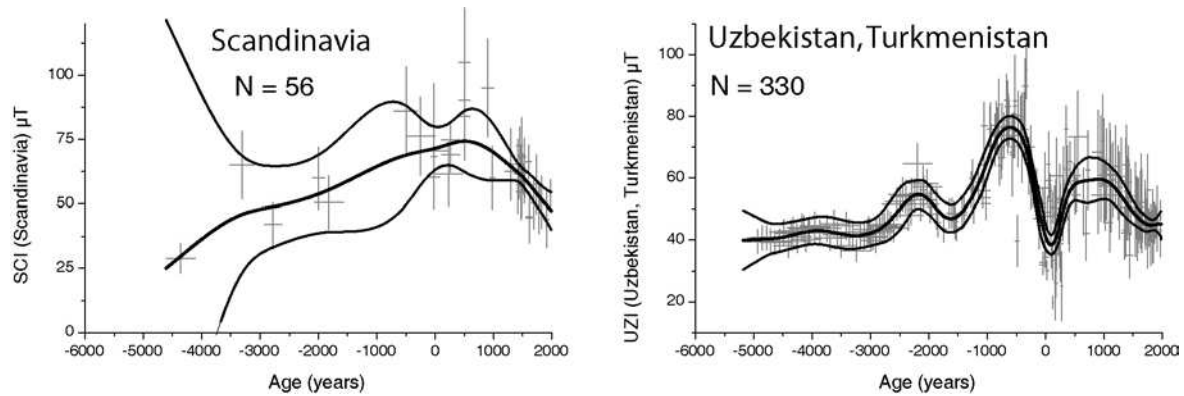 Scandinavia
N = 56
SCI (Scandinavia) µT
100
75
50
25
0
-6000 -5000 -4000 -3000 -2000 -1000 0 1000 2000
Age (years)
Uzbekistan, Turkmenistan
N = 330
UZI (Uzbekistan, Turkmenistan) µT
100
80
60
40
20
-6000 -5000 -4000 -3000 -2000 -1000 0 1000 2000
Age (years)